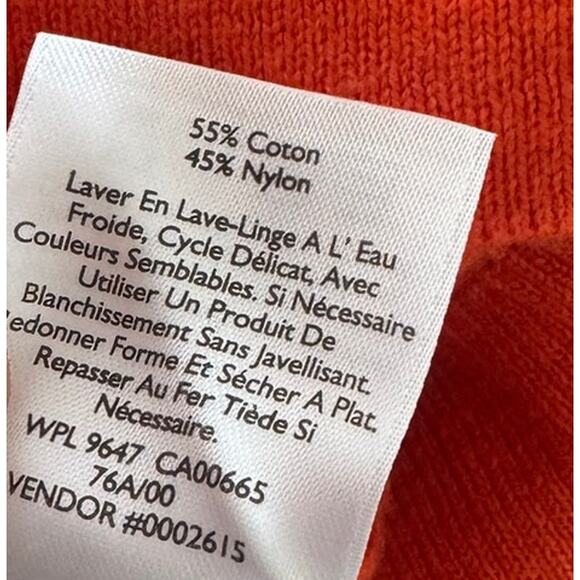 55% Coton
45% Nylon
Laver En Lave-Linge A L' Eau
Froide, Cycle Délicat, Avec
Couleurs Semblables. Si Nécessaire
Utiliser Un Produit De
Blanchissement Sans Javellisant.
edonner Forme Et Sécher A Plat.
Repasser Au Fer Tiède Si
Nécessaire.
WPL 9647 CA00665
76A/00
VENDOR #0002615